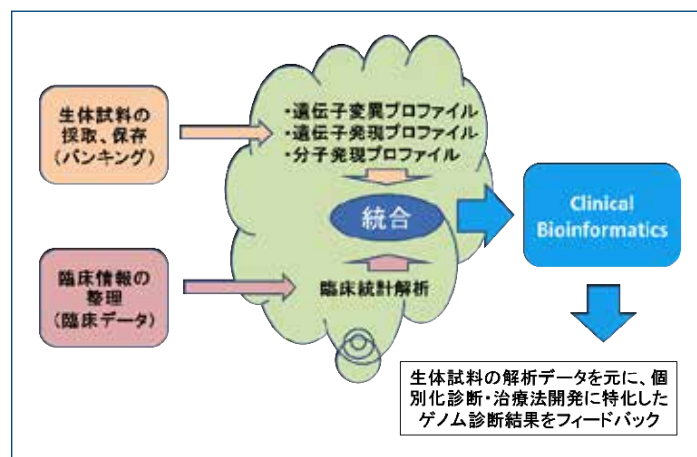 生体試料の
採取、保存
(バンキング)
・遺伝子変異プロファイル
・遺伝子発現プロファイル
・分子発現プロファイル
統合
Clinical
Bioinformatics
臨床情報の
整理
(臨床データ)
臨床統計解析
生体試料の解析データを元に、個
別化診断・治療法開発に特化した
ゲノム診断結果をフィードバック